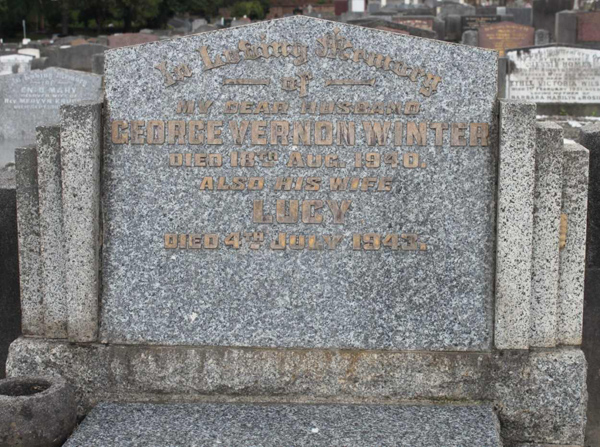 In Loving Memory
of
MY DEAR HUSBAND
GEORGE VERNON WINTER
DIED 18TH AUG. 1930.
ALSO HIS WIFE
LUCY
DIED 4TH JULY 1943.